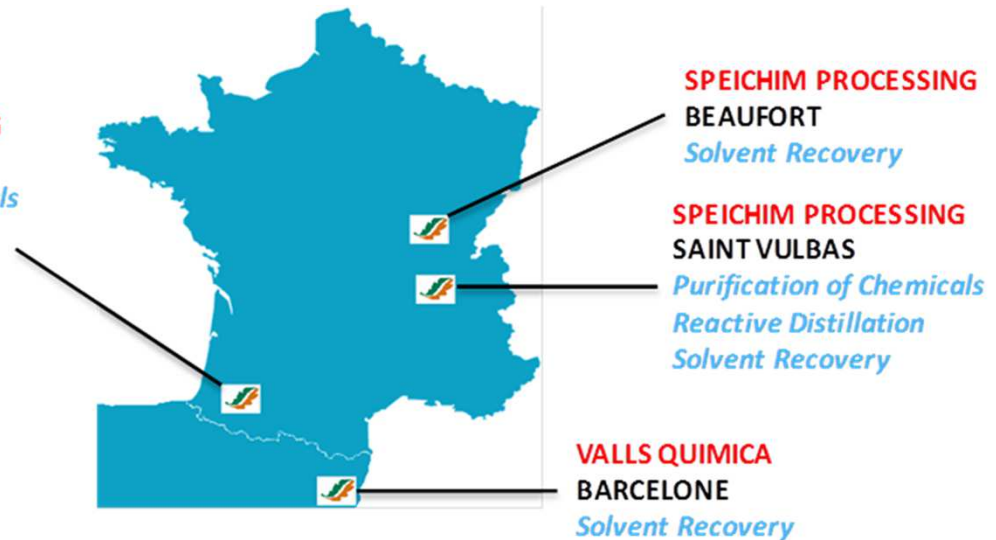 SPEICHIM PROCESSING
BEAUFORT
Solvent Recovery
SPEICHIM PROCESSING
SAINT VULBAS
Purification of Chemicals
Reactive Distillation
Solvent Recovery
VALLS QUIMICA
BARCELONE
Solvent Recovery